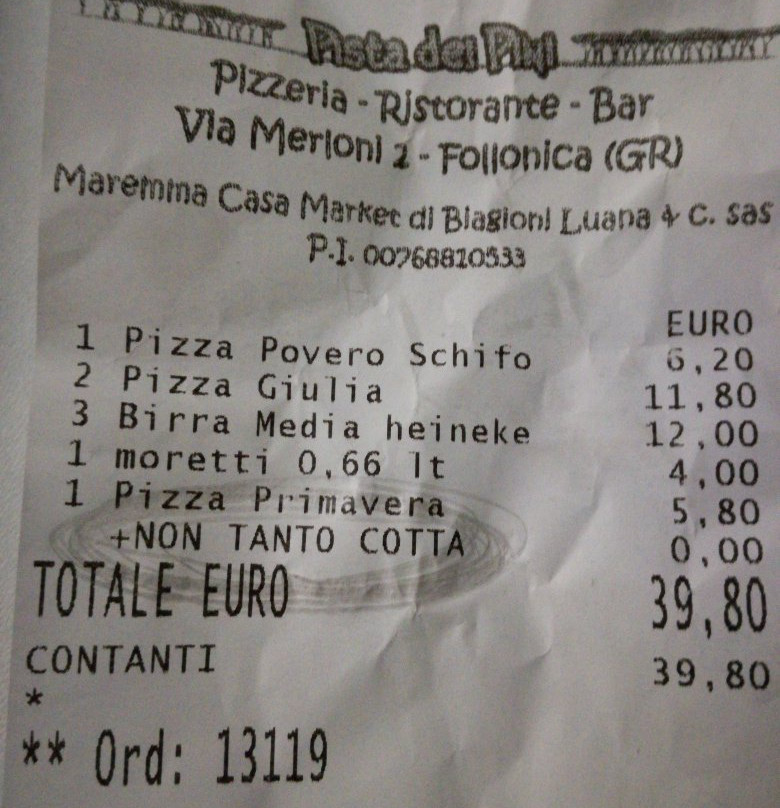 Pizzeria - Ristorante - Bar
Via Merloni 2 - Follonica (GR)
Maremma Casa Market di Biagioni Luana & C. sas
P.I. 00768810533
EURO
1 Pizza Povero Schifo 6,20
2 Pizza Giulia 11,80
3 Birra Media heineke 12,00
1 moretti 0,66 lt 4,00
1 Pizza Primavera 5,80
+NON TANTO COTTA 0,00
TOTALE EURO 39,80
CONTANTI 39,80
*
** Ord: 13119